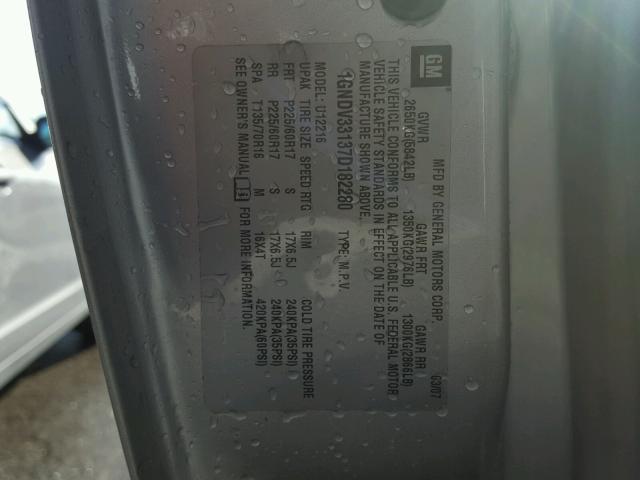 GM
MFD BY GENERAL MOTORS CORP. 03/07
GVWR GAWR FRT GAWR RR
2650KG(5842LB) 1350KG(2976LB) 1300KG(2866LB)
THIS VEHICLE CONFORMS TO ALL APPLICABLE U.S. FEDERAL MOTOR
VEHICLE SAFETY STANDARDS IN EFFECT ON THE DATE OF
MANUFACTURE SHOWN ABOVE.
1GNDV33137D182280 TYPE: M.P.V.
MODEL: U12216
UPAK TIRE SIZE SPEED RTG RIM COLD TIRE PRESSURE
FRT P225/60R17 S 17X6.5J 240KPA(35PSI)
RR P225/60R17 S 17X6.5J 240KPA(35PSI)
SPA T135/70R16 M 16X4T 420KPA(60PSI)
SEE OWNER'S MANUAL FOR MORE INFORMATION.